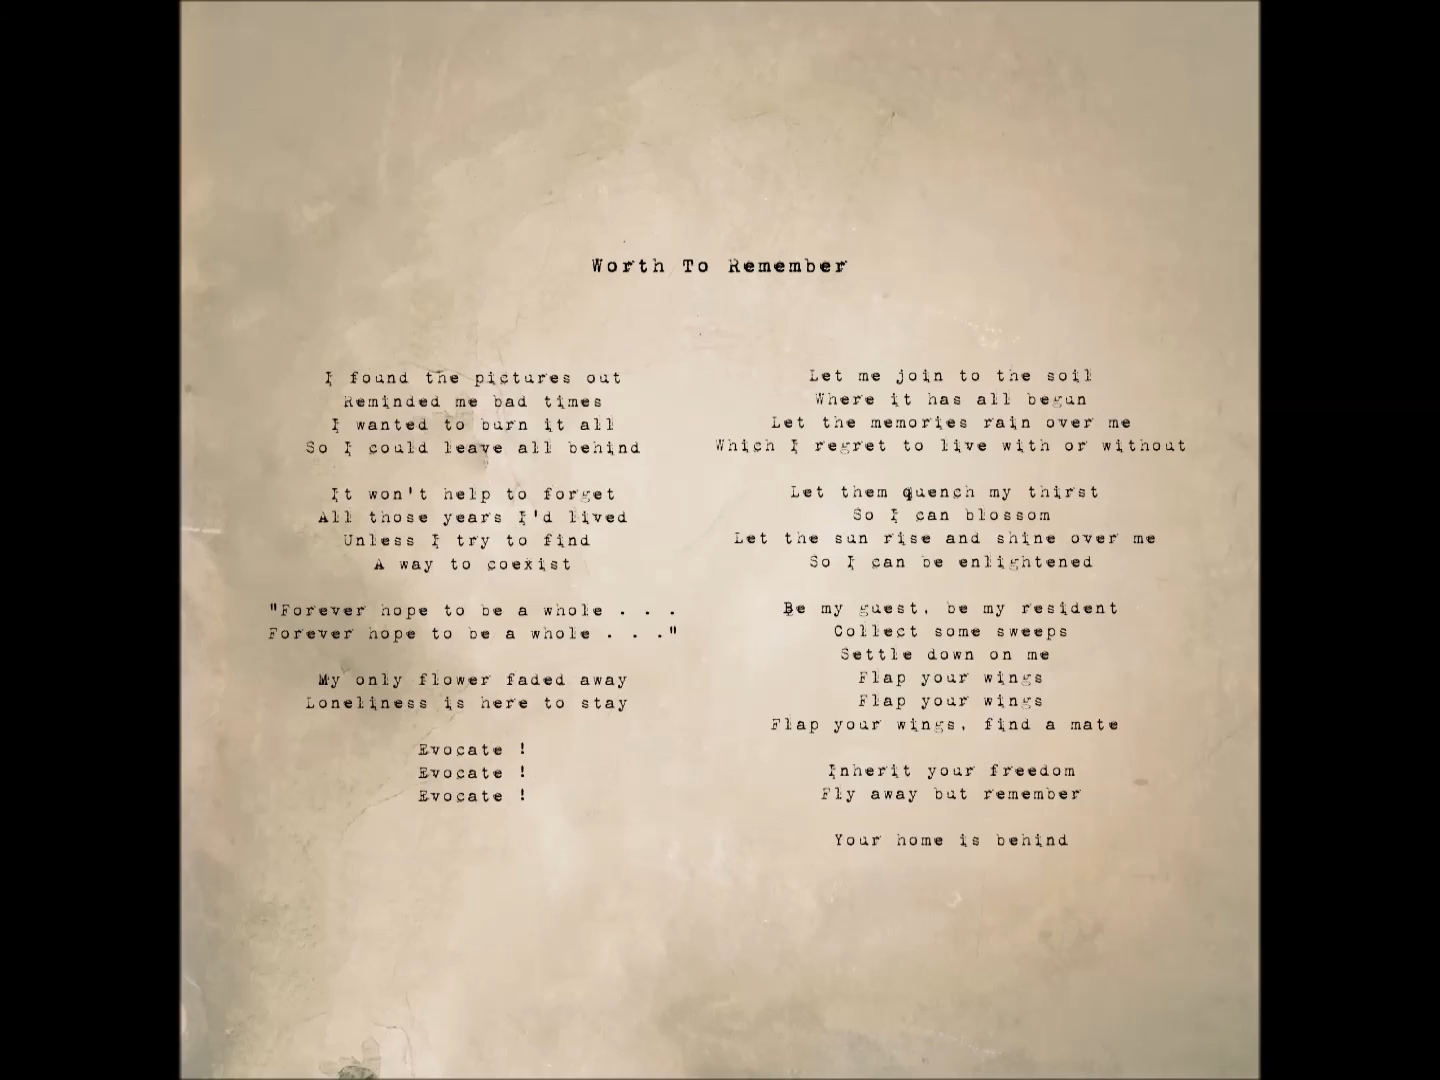 Worth To Remember
I found the pictures out
Reminded me bad times
I wanted to burn it all
So I could leave all behind
It won't help to forget
All those years I'd lived
Unless I try to find
A way to coexist
"Forever hope to be a whole . . .
Forever hope to be a whole . . ."
My only flower faded away
Loneliness is here to stay
Evocate !
Evocate !
Evocate !
Let me join to the soil
Where it has all begun
Let the memories rain over me
Which I regret to live with or without
Let them quench my thirst
So I can blossom
Let the sun rise and shine over me
So I can be enlightened
Be my guest, be my resident
Collect some sweeps
Settle down on me
Flap your wings
Flap your wings
Flap your wings, find a mate
Inherit your freedom
Fly away but remember
Your home is behind